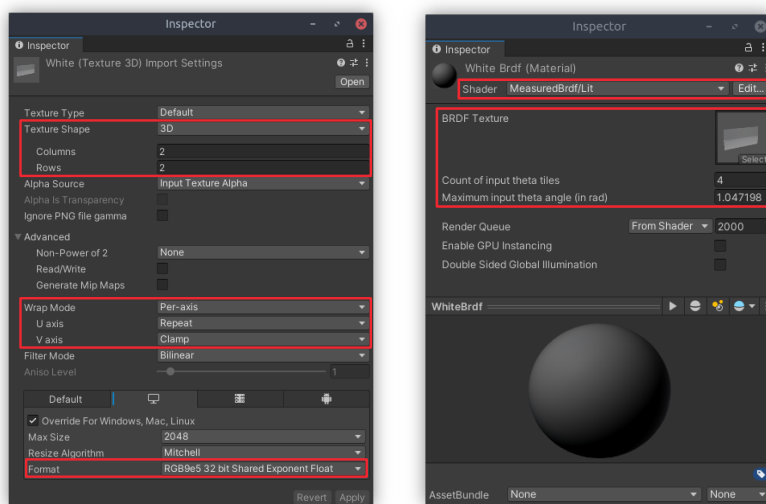 Inspector
Inspector
White (Texture 3D) Import Settings
Open
Texture Type Default
Texture Shape 3D
Columns 2
Rows 2
Alpha Source Input Texture Alpha
Alpha Is Transparency
Ignore PNG file gamma
Advanced
Non-Power of 2 None
Read/Write
Generate Mip Maps
Wrap Mode Per-axis
U axis Repeat
V axis Clamp
Filter Mode Bilinear
Aniso Level 1
Default
Override For Windows, Mac, Linux
Max Size 2048
Resize Algorithm Mitchell
Format RGB9e5 32 bit Shared Exponent Float
Revert Apply
Inspector
Inspector
White Brdf (Material)
Shader MeasuredBrdf/Lit Edit...
BRDF Texture
Select
Count of input theta tiles 4
Maximum input theta angle (in rad) 1.047198
Render Queue From Shader 2000
Enable GPU Instancing
Double Sided Global Illumination
WhiteBrdf
AssetBundle None None